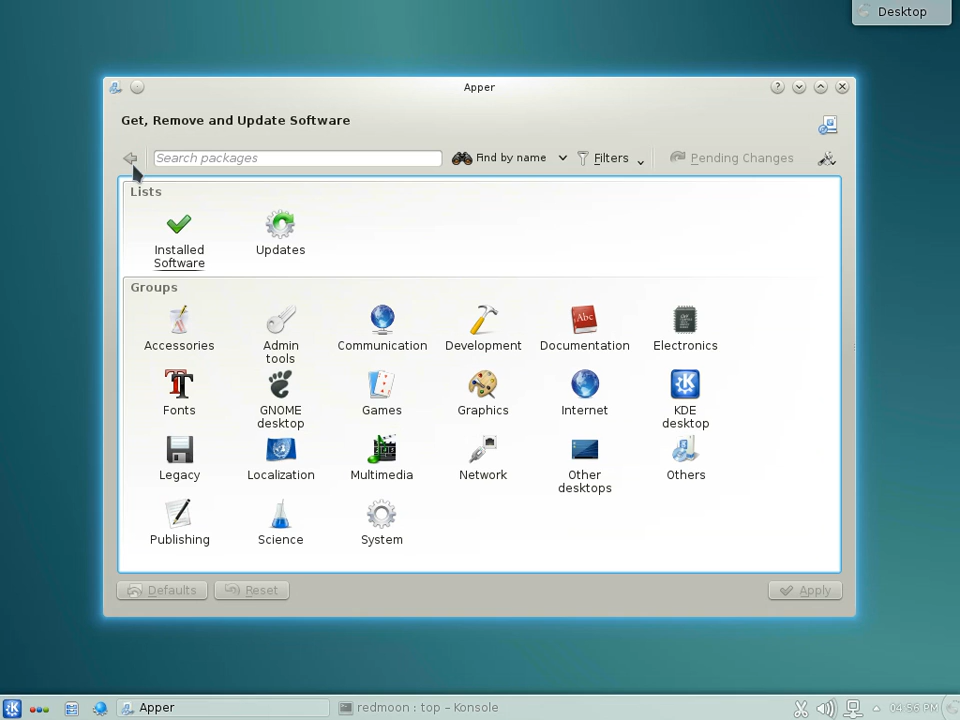 Desktop
Apper
Get, Remove and Update Software
Search packages
Find by name
Filters
Pending Changes
Lists
Installed
Software
Updates
Groups
Accessories
Admin
tools
Communication
Development
Documentation
Electronics
Fonts
GNOME
desktop
Games
Graphics
Internet
KDE
desktop
Legacy
Localization
Multimedia
Network
Other
desktops
Others
Publishing
Science
System
Defaults
Reset
Apply
Apper
redmoon : top – Konsole
04:56 PM